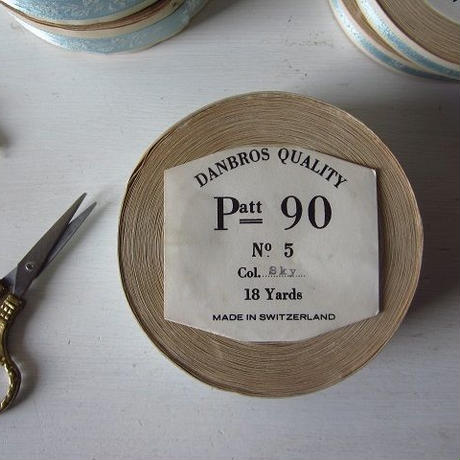 DANBROS QUALITY
Patt 90
Nº 5
Col. Sky
18 Yards
MADE IN SWITZERLAND